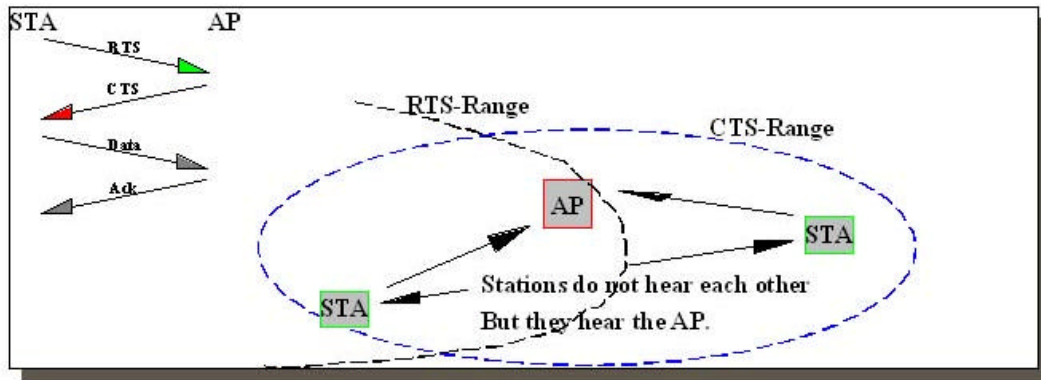 STA AP
RTS
CTS
Data
Ack
RTS-Range
CTS-Range
AP
STA
STA
Stations do not hear each other
But they hear the AP.